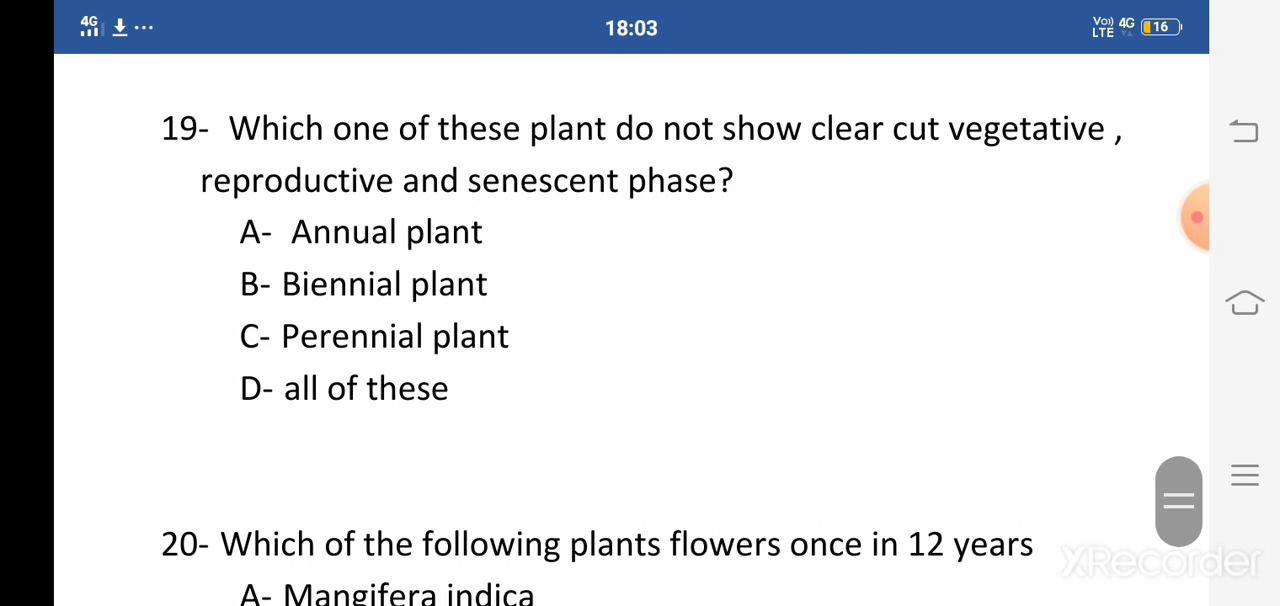 4G ... 18:03 Vo)) LTE 4G 16
19- Which one of these plant do not show clear cut vegetative ,
reproductive and senescent phase?
A- Annual plant
B- Biennial plant
C- Perennial plant
D- all of these
20- Which of the following plants flowers once in 12 years
XRecorder
A- Mangifera indica